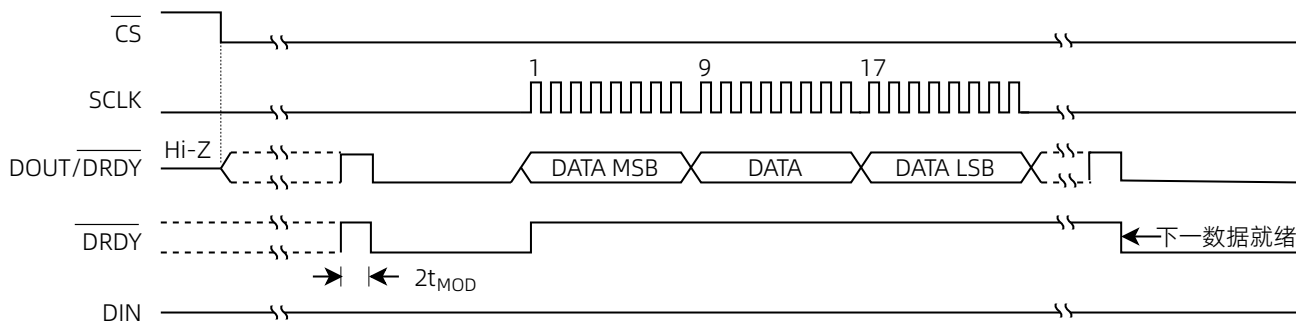 CS
1 9 17
SCLK
Hi-Z
DOUT/DRDY DATA MSB DATA DATA LSB
DRDY 下一数据就绪
2tMOD
DIN